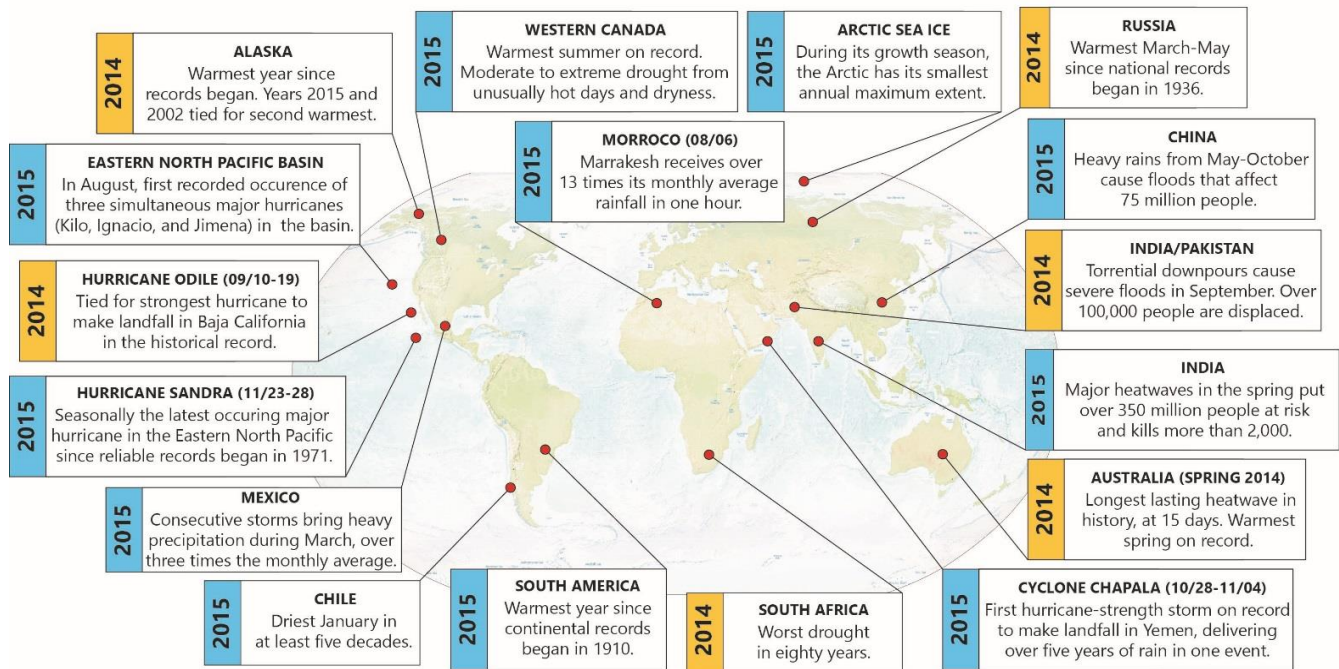 2014
ALASKA
Warmest year since
records began. Years 2015 and
2002 tied for second warmest.
2015
WESTERN CANADA
Warmest summer on record.
Moderate to extreme drought from
unusually hot days and dryness.
2015
ARCTIC SEA ICE
During its growth season,
the Arctic has its smallest
annual maximum extent.
2014
RUSSIA
Warmest March-May
since national records
began in 1936.
2015
EASTERN NORTH PACIFIC BASIN
In August, first recorded occurence of
three simultaneous major hurricanes
(Kilo, Ignacio, and Jimena) in the basin.
2015
MORROCO (08/06)
Marrakesh receives over
13 times its monthly average
rainfall in one hour.
2015
CHINA
Heavy rains from May-October
cause floods that affect
75 million people.
2014
HURRICANE ODILE (09/10-19)
Tied for strongest hurricane to
make landfall in Baja California
in the historical record.
2014
INDIA/PAKISTAN
Torrential downpours cause
severe floods in September. Over
100,000 people are displaced.
2015
HURRICANE SANDRA (11/23-28)
Seasonally the latest occuring major
hurricane in the Eastern North Pacific
since reliable records began in 1971.
2015
INDIA
Major heatwaves in the spring put
over 350 million people at risk
and kills more than 2,000.
2015
MEXICO
Consecutive storms bring heavy
precipitation during March, over
three times the monthly average.
2014
AUSTRALIA (SPRING 2014)
Longest lasting heatwave in
history, at 15 days. Warmest
spring on record.
2015
CHILE
Driest January in
at least five decades.
2015
SOUTH AMERICA
Warmest year since
continental records
began in 1910.
2014
SOUTH AFRICA
Worst drought
in eighty years.
2015
CYCLONE CHAPALA (10/28-11/04)
First hurricane-strength storm on record
to make landfall in Yemen, delivering
over five years of rain in one event.